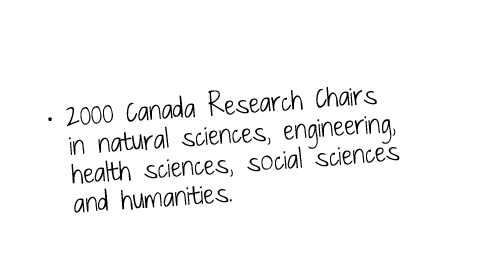 • 2000 Canada Research Chairs
in natural sciences, engineering,
health sciences, social sciences
and humanities.